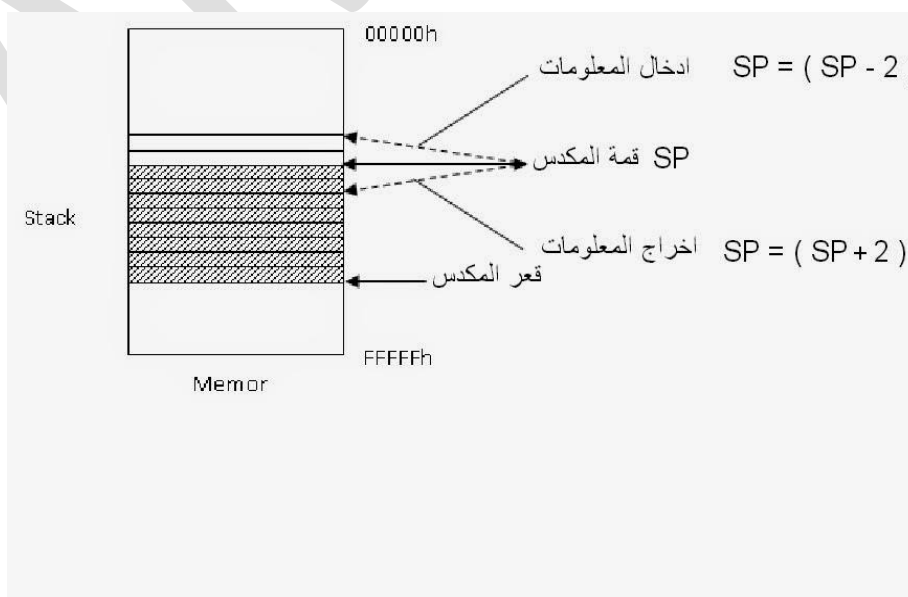 00000h
ادخال المعلومات SP = ( SP - 2
SP قمة المكدس
Stack
اخراج المعلومات SP = ( SP + 2 )
قعر المكدس
FFFFFh
Memor